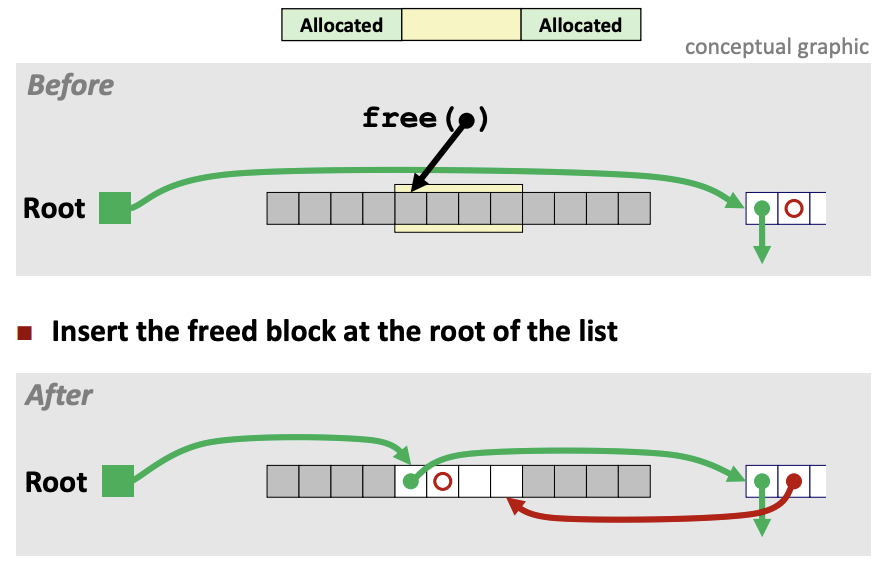 Allocated Allocated
conceptual graphic
Before
free( )
Root
Insert the freed block at the root of the list
After
Root